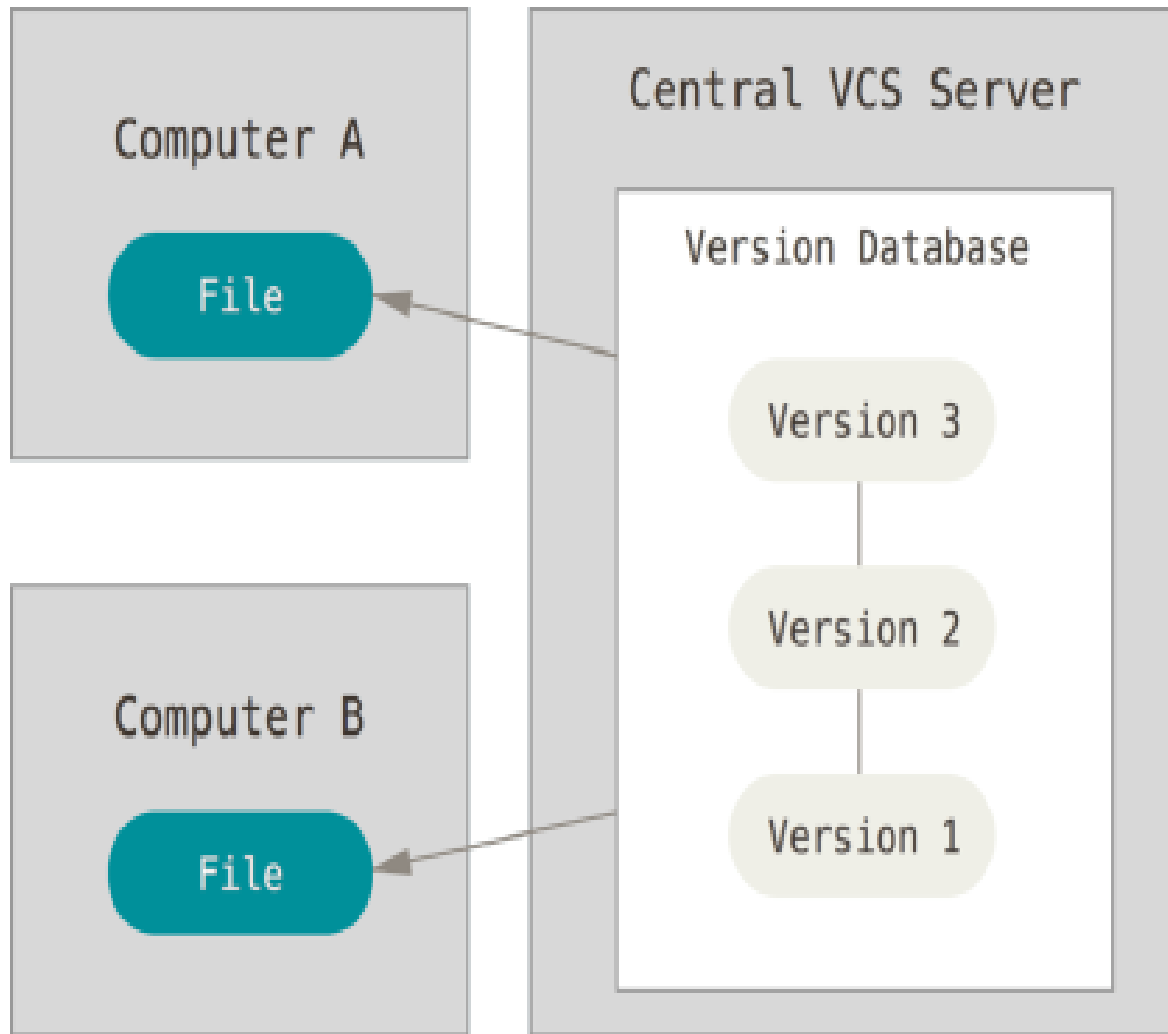 Computer A
File
Computer B
File
Central VCS Server
Version Database
Version 3
Version 2
Version 1